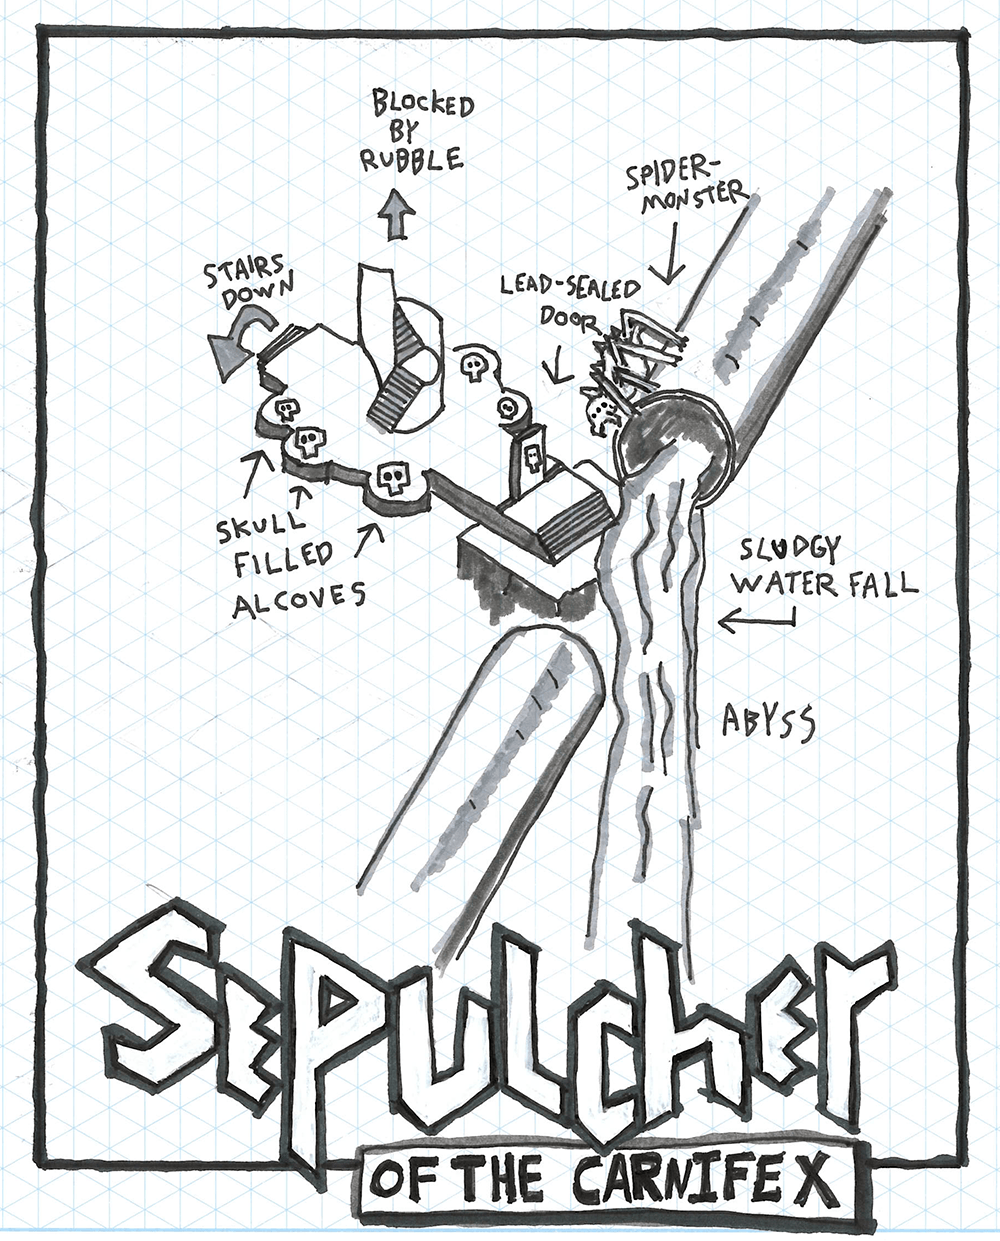 BLOCKED
BY
RUBBLE
SPIDER-
MONSTER
STAIRS
DOWN
LEAD-SEALED
DOOR
SKULL
FILLED
ALCOVES
SLUDGY
WATER FALL
ABYSS
SEPULCHER
OF THE CARNIFEX